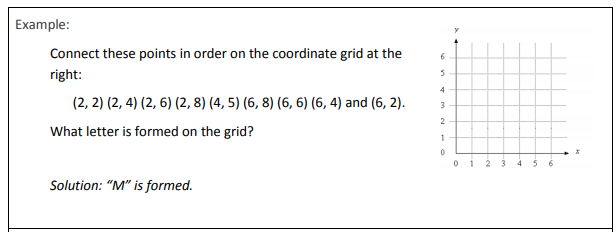 Example:
Connect these points in order on the coordinate grid at the
right:
(2, 2) (2, 4) (2, 6) (2, 8) (4, 5) (6, 8) (6, 6) (6, 4) and (6, 2).
What letter is formed on the grid?
Solution: “M” is formed.
y
6
5
4
3
2
1
0
x
0 1 2 3 4 5 6